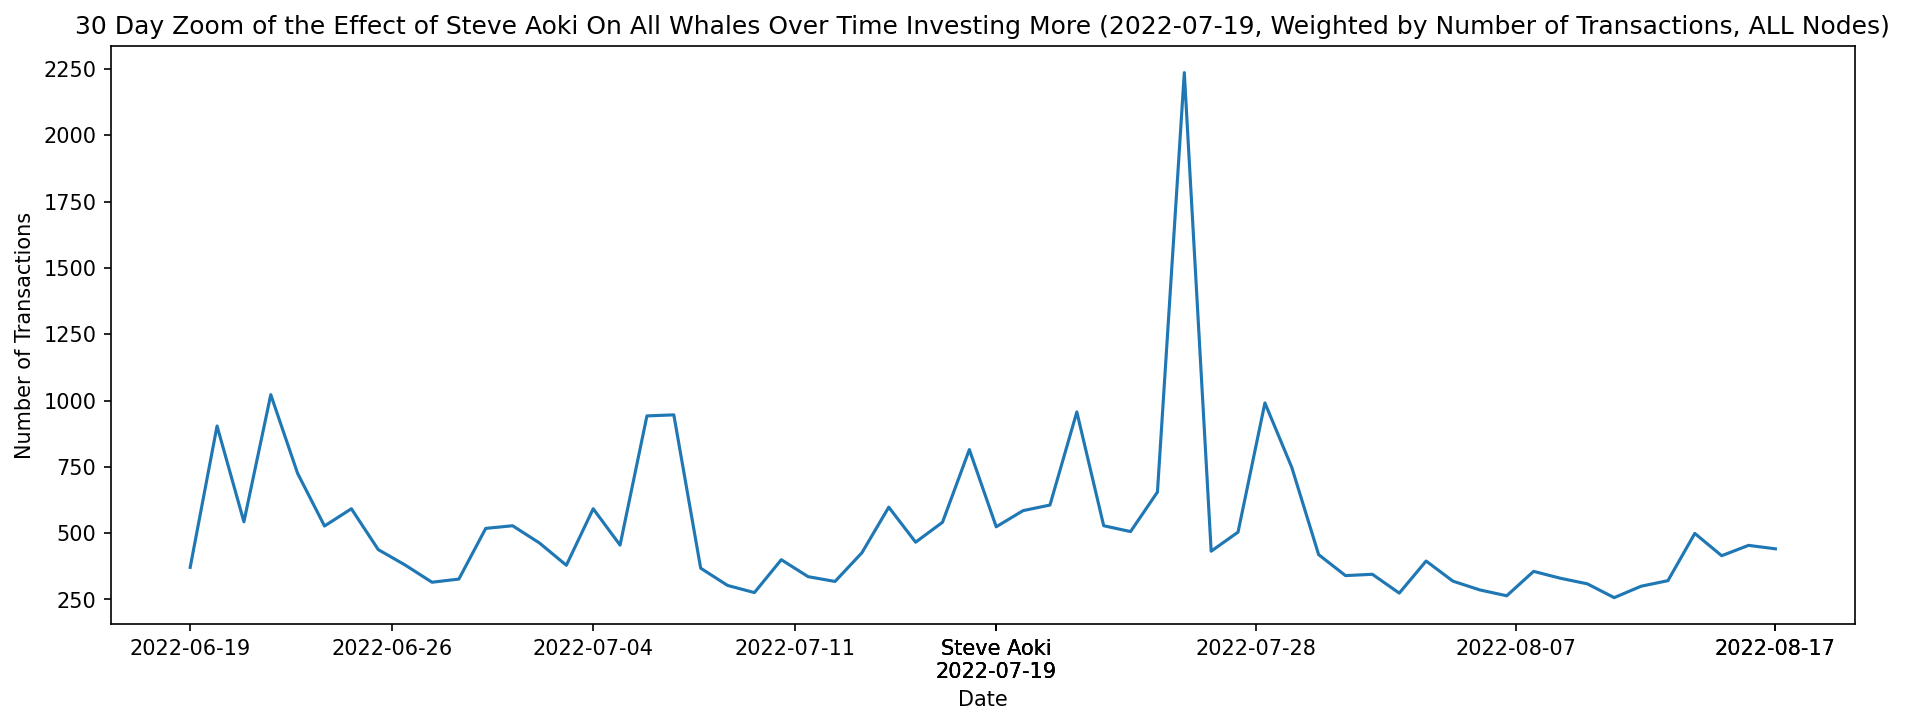 30 Day Zoom of the Effect of Steve Aoki On All Whales Over Time Investing More (2022-07-19, Weighted by Number of Transactions, ALL Nodes)
Number of Transactions
2250
2000
1750
1500
1250
1000
750
500
250
2022-06-19 2022-06-26 2022-07-04 2022-07-11 Steve Aoki 2022-07-28 2022-08-07 2022-08-17
2022-07-19
Date